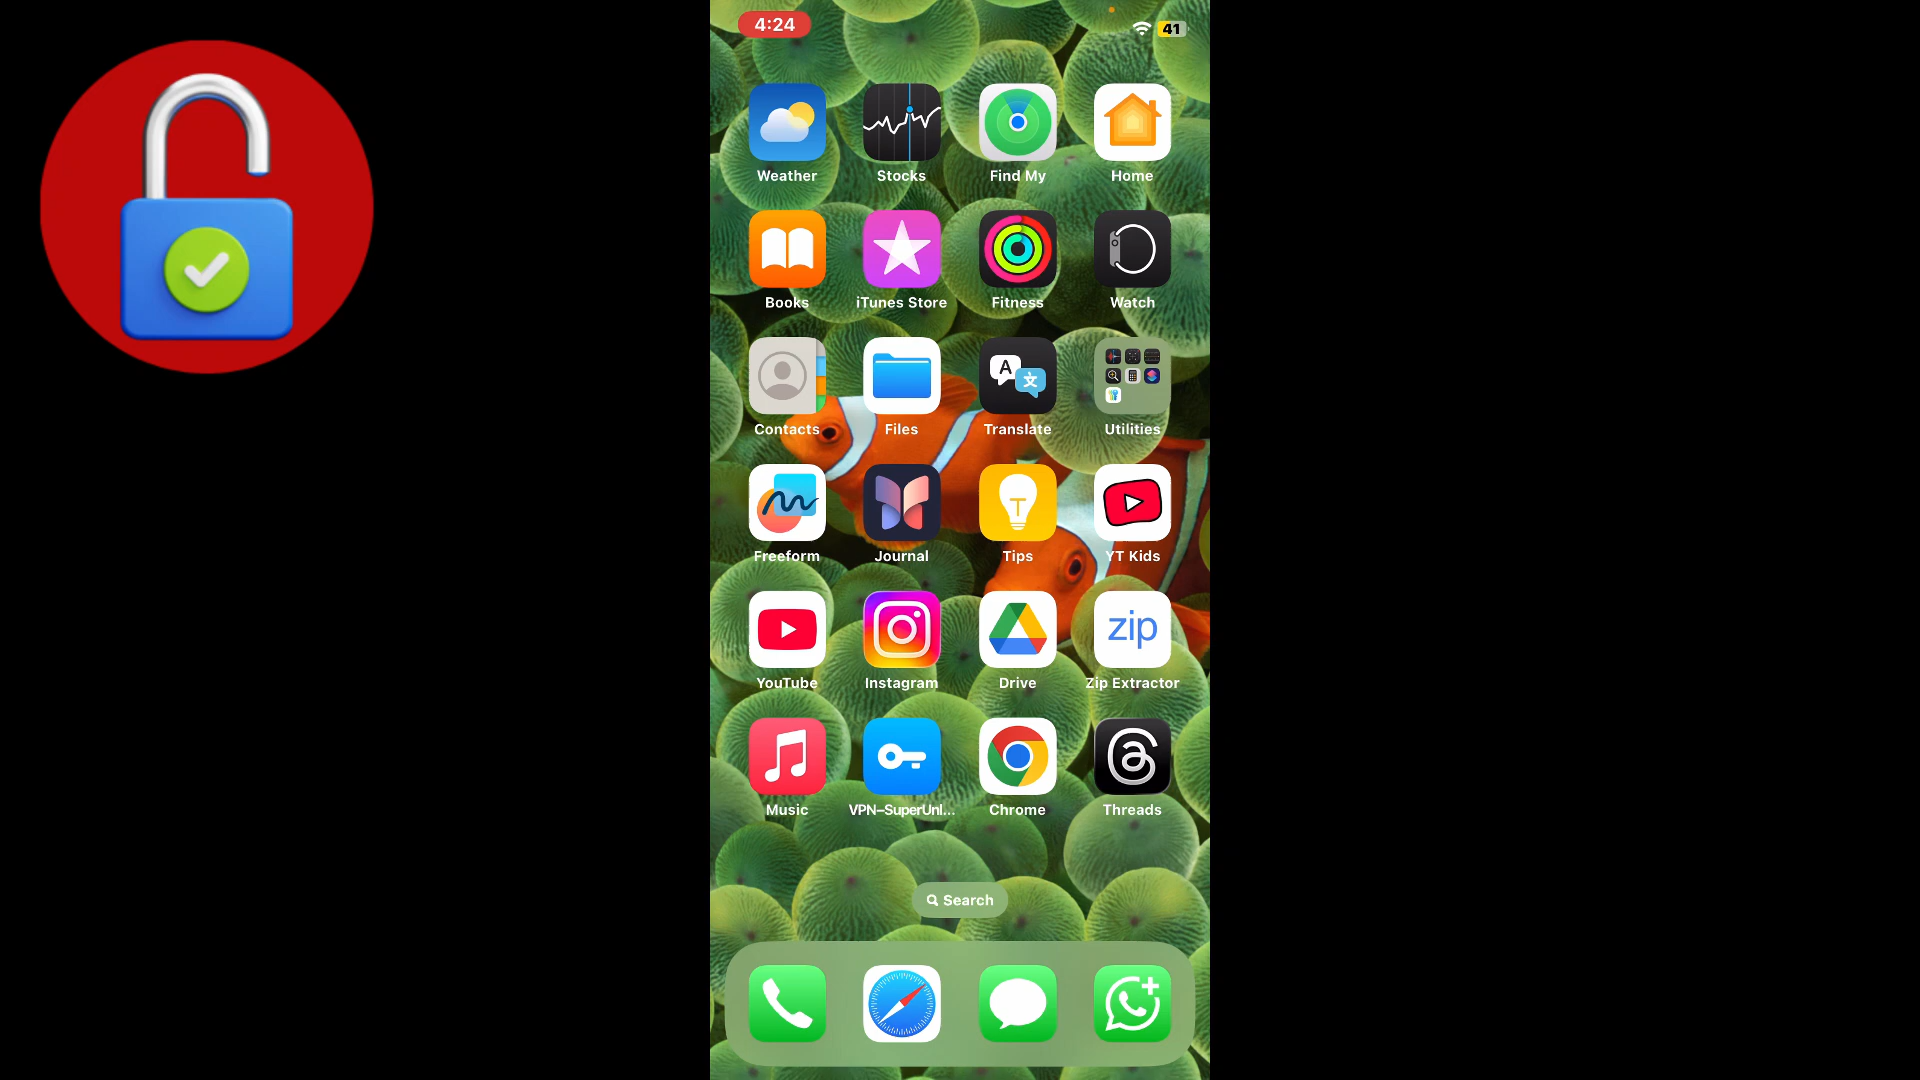 4:24
41
Weather Stocks Find My Home
Books iTunes Store Fitness Watch
A 文
Contacts Files Translate Utilities
T
Freeform Journal Tips YT Kids
zip
YouTube Instagram Drive Zip Extractor
Music VPN–SuperUnl... Chrome Threads
Search